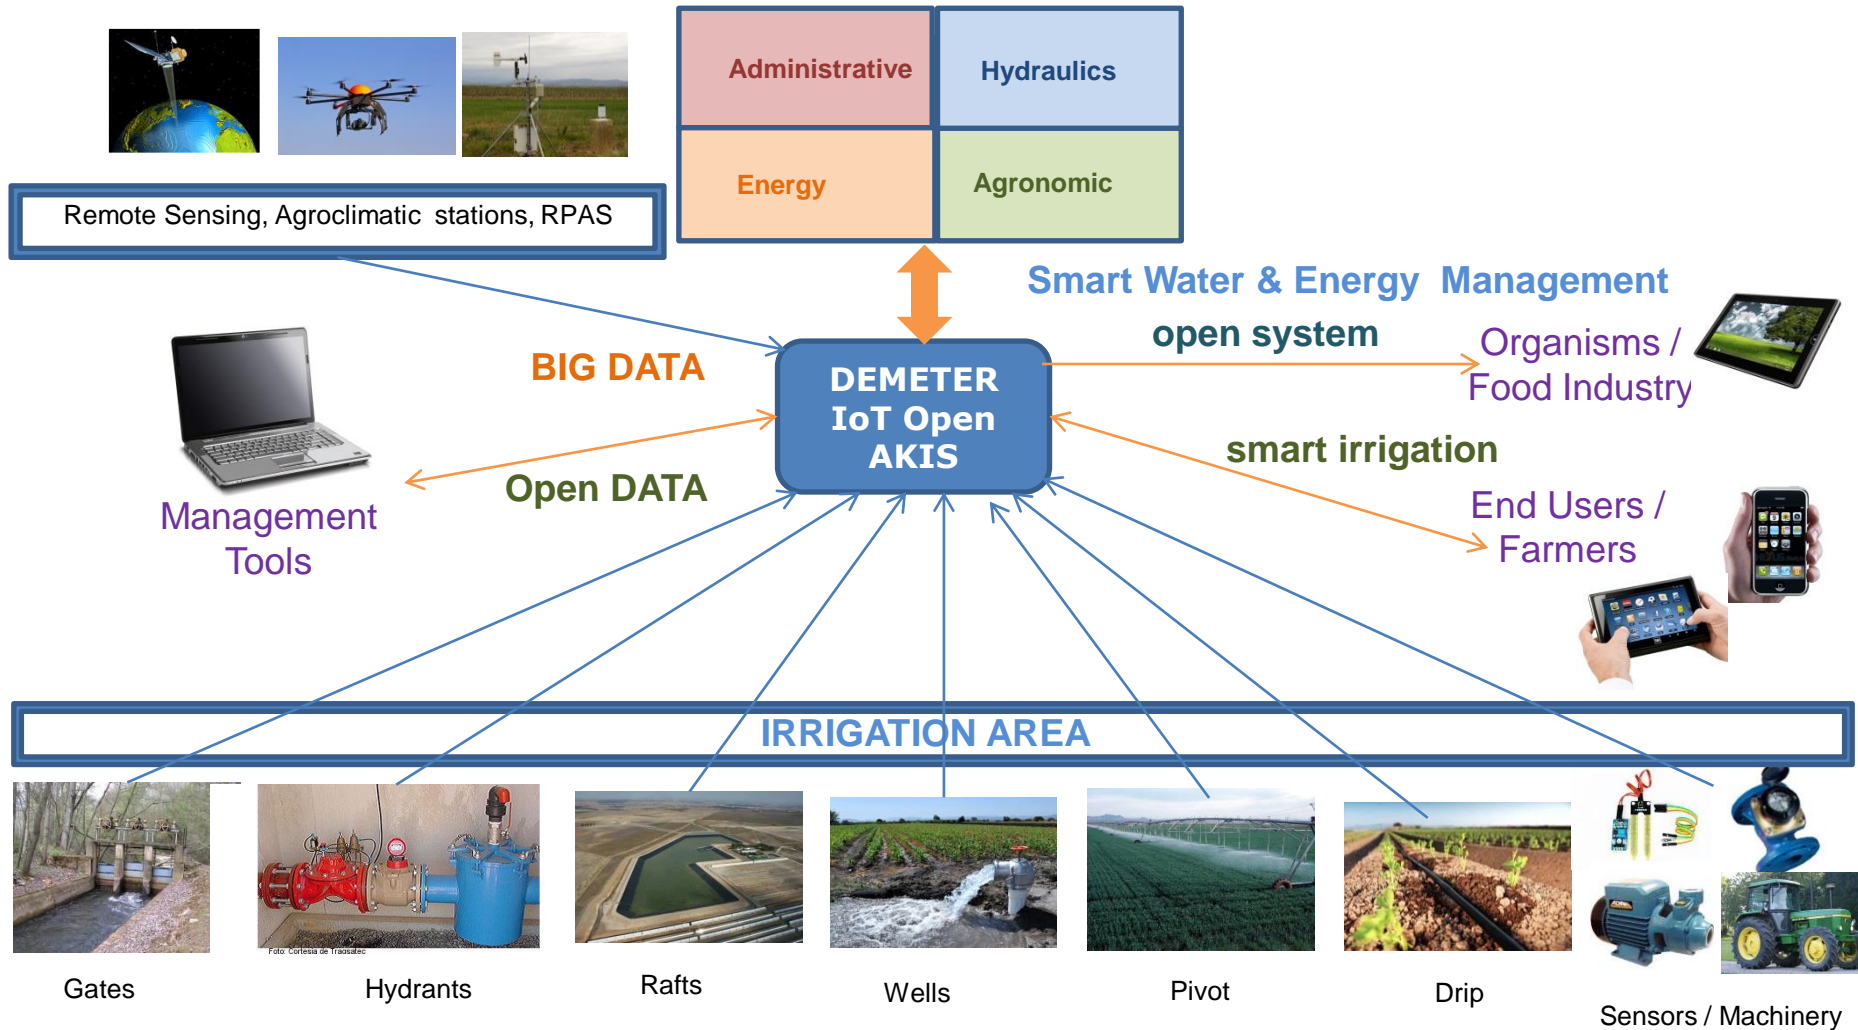 Administrative
Hydraulics
Energy
Agronomic
Remote Sensing, Agroclimatic stations, RPAS
Smart Water & Energy Management
open system
BIG DATA
DEMETER
IoT Open
AKIS
Organisms /
Food Industry
smart irrigation
Open DATA
Management
Tools
End Users /
Farmers
IRRIGATION AREA
Foto: Cortesia de Tragsatec
Gates
Hydrants
Rafts
Wells
Pivot
Drip
Sensors / Machinery